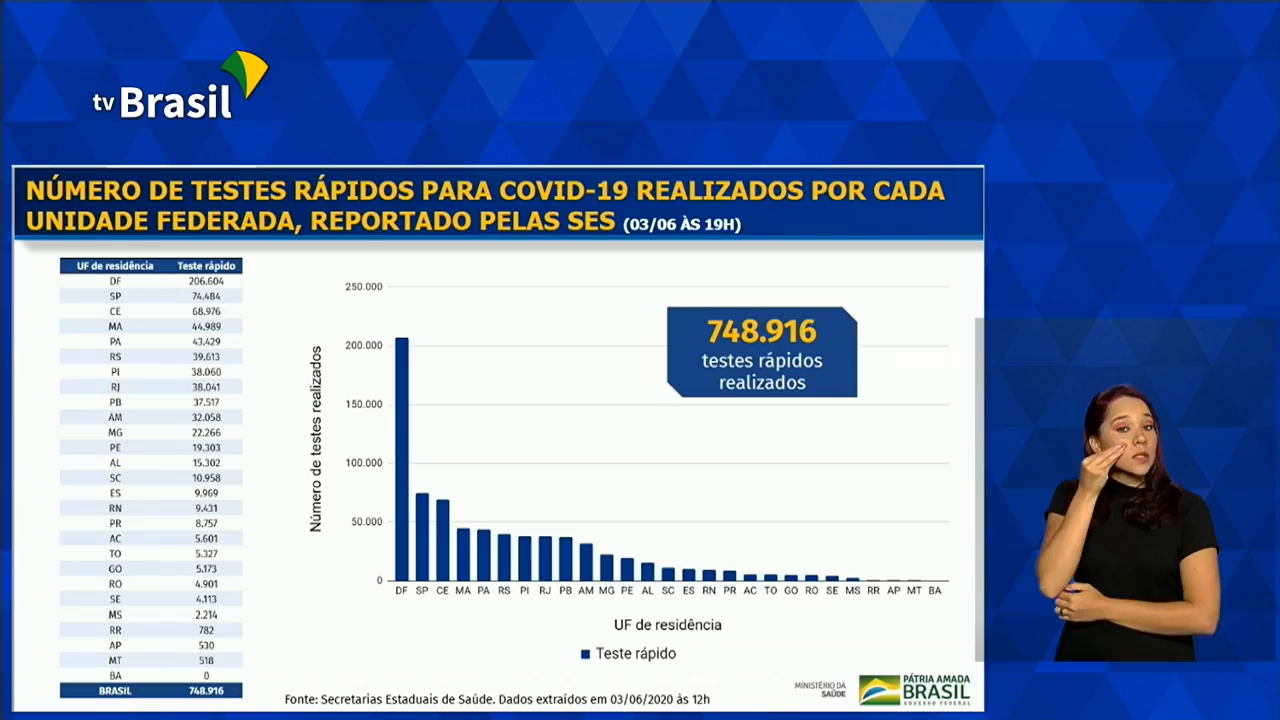 tv Brasil
NÚMERO DE TESTES RÁPIDOS PARA COVID-19 REALIZADOS POR CADA
UNIDADE FEDERADA, REPORTADO PELAS SES (03/06 ÀS 19H)
UF de residência Teste rápido
DF 206.604
SP 74.484
CE 68.976
MA 44.989
PA 43.429
RS 39.613
PI 38.060
RJ 38.041
PB 37.517
AM 32.058
MG 22.266
PE 19.303
AL 15.302
SC 10.958
ES 9.969
RN 9.431
PR 8.757
AC 5.601
TO 5.327
GO 5.173
RO 4.901
SE 4.113
MS 2.214
RR 782
AP 530
MT 518
BA 0
BRASIL 748.916
Número de testes realizados
250.000
200.000
150.000
100.000
50.000
0
748.916
testes rápidos
realizados
DF SP CE MA PA RS PI RJ PB AM MG PE AL SC ES RN PR AC TO GO RO SE MS RR AP MT BA
UF de residência
Teste rápido
Fonte: Secretarias Estaduais de Saúde. Dados extraídos em 03/06/2020 às 12h
MINISTÉRIO DA
SAÚDE
PÁTRIA AMADA
BRASIL
GOVERNO FEDERAL